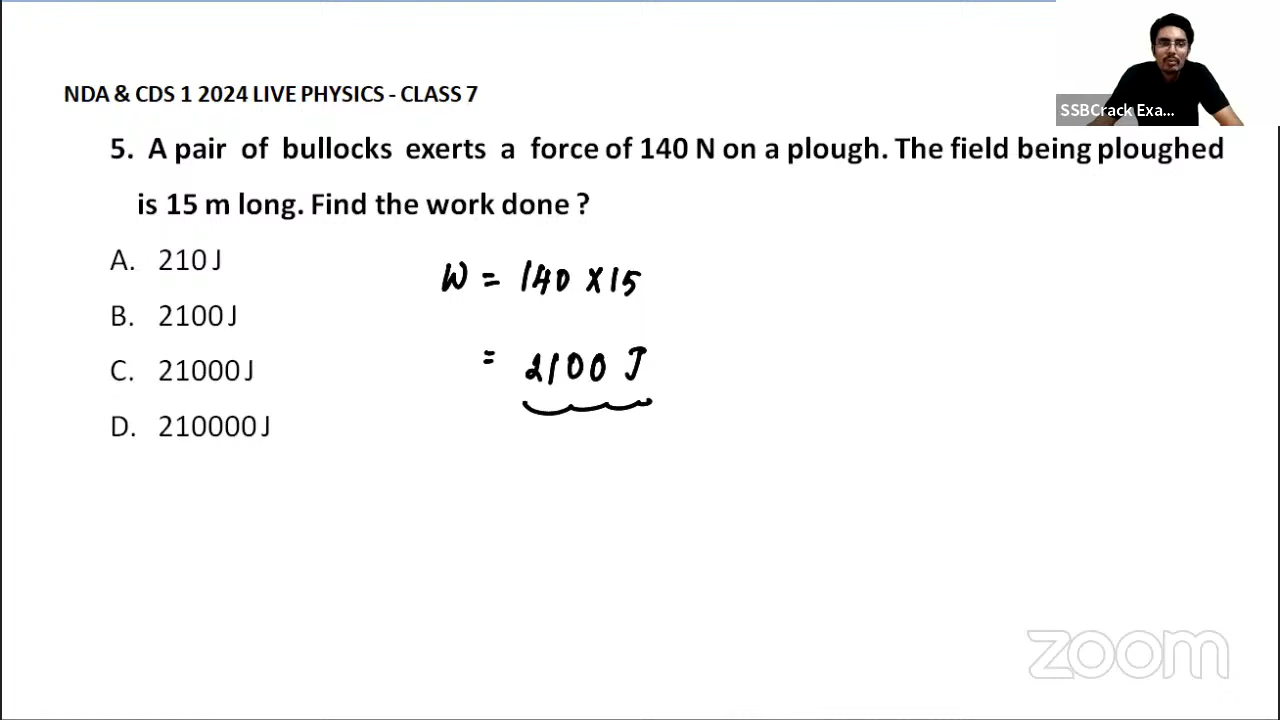 NDA & CDS 1 2024 LIVE PHYSICS - CLASS 7
SSBCrack Exa...
5. A pair of bullocks exerts a force of 140 N on a plough. The field being ploughed
is 15 m long. Find the work done ?
A. 210 J
B. 2100 J
C. 21000 J
D. 210000 J
W = 140 x 15
= 2100 J
zoom